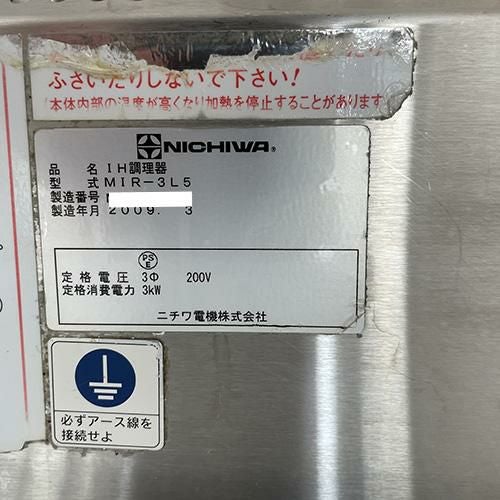 ふさいだりしないで下さい!
本体内部の温度が高くなり加熱を停止することがあります
NICHIWA®
品 名 IH調理器
型 式 MIR-3L5
製造番号
製造年月 2009. 3
PS
E
定格電圧 3Φ 200V
定格消費電力 3kW
ニチワ電機株式会社
必ずアース線を
接続せよ